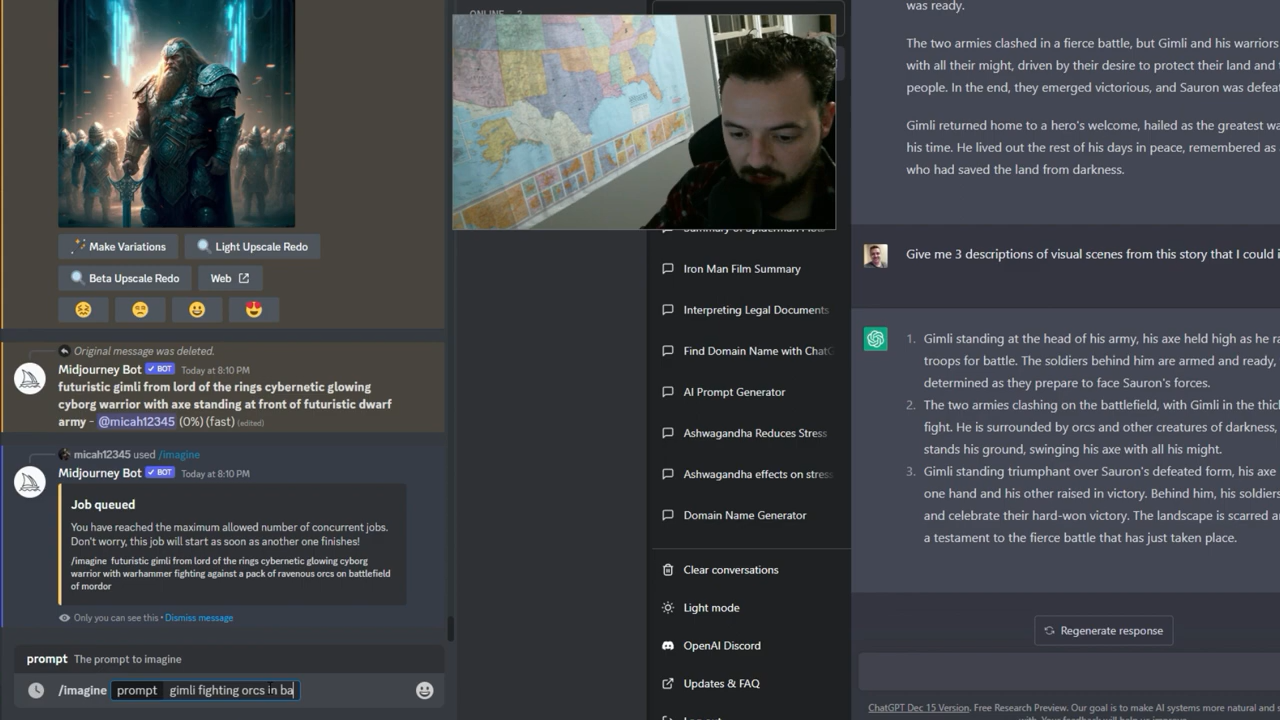 Make Variations
Light Upscale Redo
Beta Upscale Redo
Web
Original message was deleted.
Midjourney Bot ✓ BOT Today at 8:10 PM
futuristic gimli from lord of the rings cybernetic glowing
cyborg warrior with axe standing at front of futuristic dwarf
army - @micah12345 (0%) (fast) (edited)
micah12345 used /imagine
Midjourney Bot ✓ BOT Today at 8:10 PM
Job queued
You have reached the maximum allowed number of concurrent jobs.
Don't worry, this job will start as soon as another one finishes!
/imagine futuristic gimli from lord of the rings cybernetic glowing cyborg
warrior with warhammer fighting against a pack of ravenous orcs on battlefield
of mordor
Only you can see this • Dismiss message
prompt The prompt to imagine
/imagine prompt gimli fighting orcs in ba
Iron Man Film Summary
Interpreting Legal Documents
Find Domain Name with ChatG
AI Prompt Generator
Ashwagandha Reduces Stress
Ashwagandha effects on stress
Domain Name Generator
Clear conversations
Light mode
OpenAI Discord
Updates & FAQ
was ready.
The two armies clashed in a fierce battle, but Gimli and his warriors
with all their might, driven by their desire to protect their land and
people. In the end, they emerged victorious, and Sauron was defeat
Gimli returned home to a hero's welcome, hailed as the greatest wa
his time. He lived out the rest of his days in peace, remembered as
who had saved the land from darkness.
Give me 3 descriptions of visual scenes from this story that I could i
1. Gimli standing at the head of his army, his axe held high as he ra
troops for battle. The soldiers behind him are armed and ready,
determined as they prepare to face Sauron's forces.
2. The two armies clashing on the battlefield, with Gimli in the thic
fight. He is surrounded by orcs and other creatures of darkness,
stands his ground, swinging his axe with all his might.
3. Gimli standing triumphant over Sauron's defeated form, his axe
one hand and his other raised in victory. Behind him, his soldiers
and celebrate their hard-won victory. The landscape is scarred a
a testament to the fierce battle that has just taken place.
Regenerate response
ChatGPT Dec 15 Version. Free Research Preview. Our goal is to make AI systems more natural and s